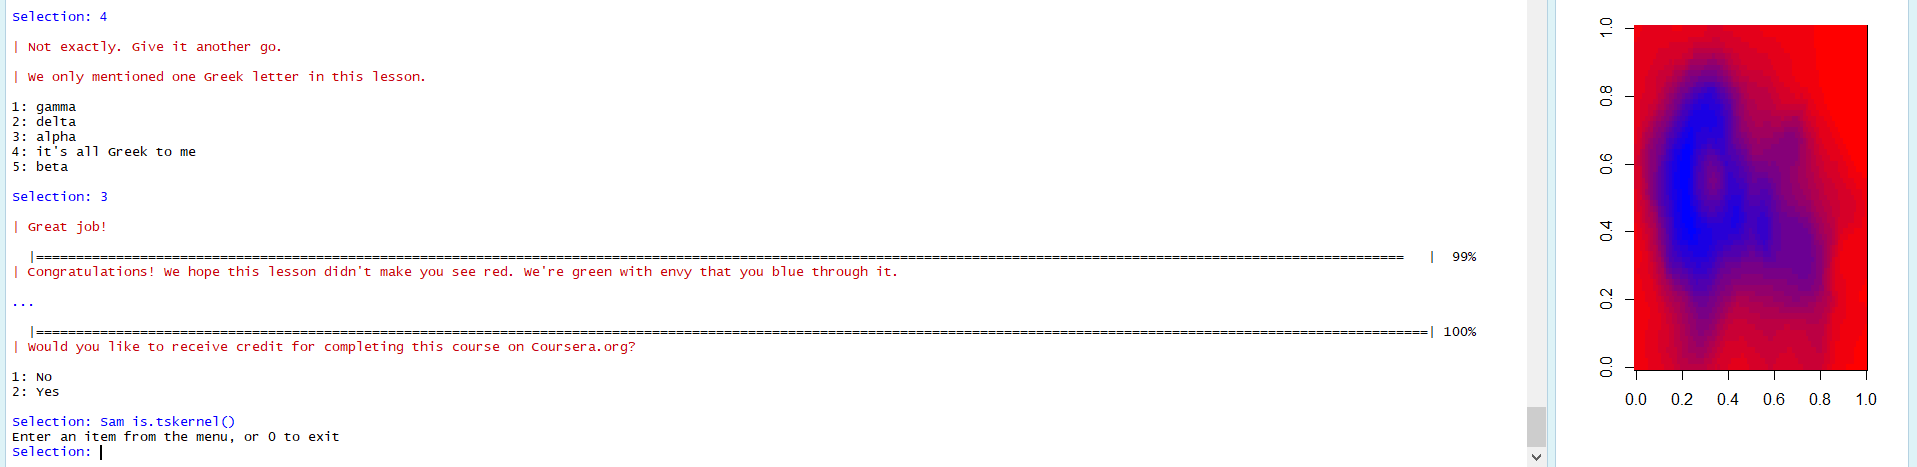 Selection: 4
| Not exactly. Give it another go.
| We only mentioned one Greek letter in this lesson.
1: gamma
2: delta
3: alpha
4: it's all Greek to me
5: beta
Selection: 3
| Great job!
99%
| Congratulations! We hope this lesson didn't make you see red. We're green with envy that you blue through it.
...
100%
| Would you like to receive credit for completing this course on Coursera.org?
1: No
2: Yes
Selection: Sam is.tskernel()
Enter an item from the menu, or 0 to exit
Selection:
1.0
0.8
0.6
0.4
0.2
0.0
0.0 0.2 0.4 0.6 0.8 1.0